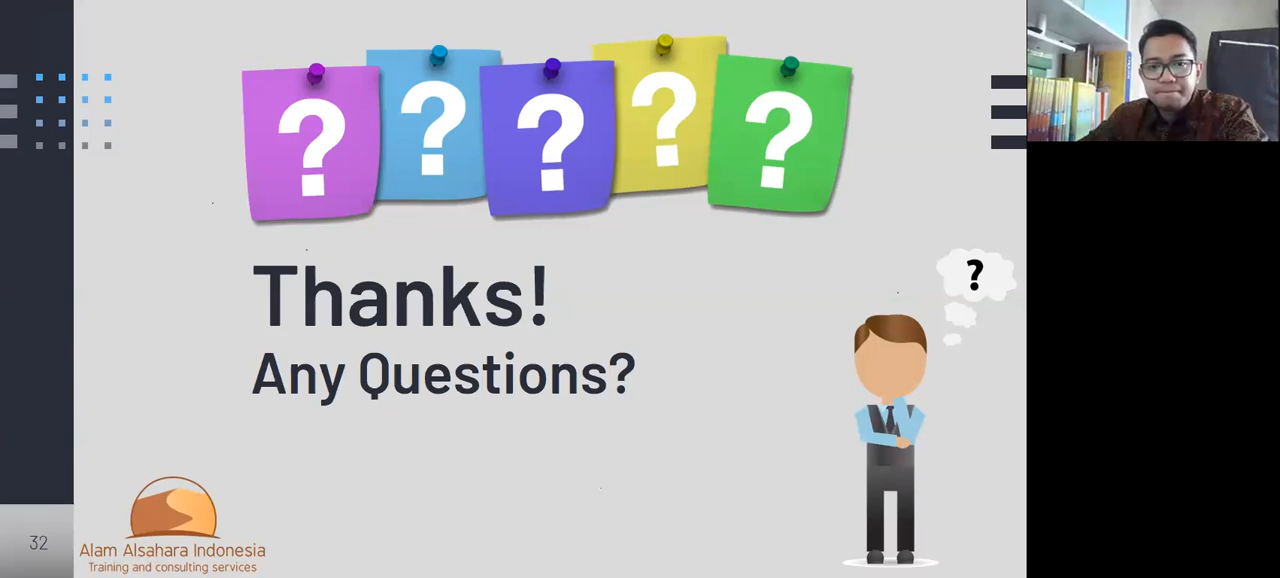 ? ? ? ? ?
Thanks!
Any Questions?
?
32
Alam Alsahara Indonesia
Training and consulting services